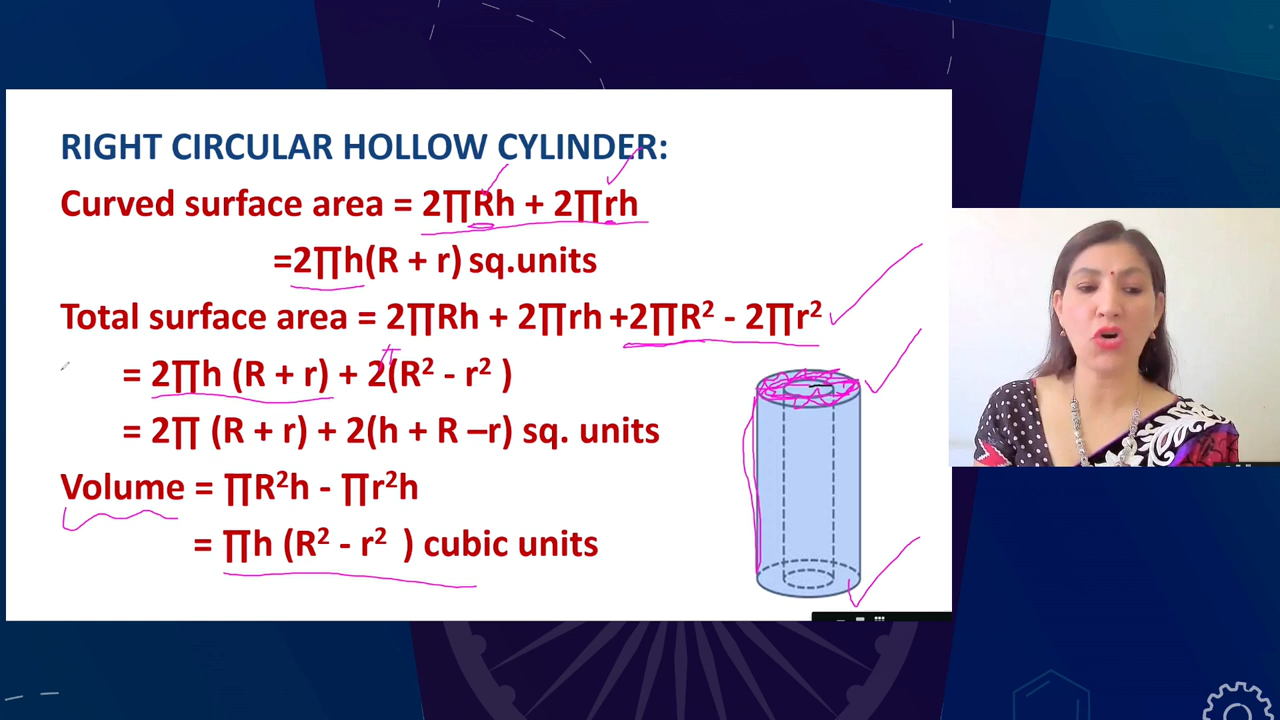 RIGHT CIRCULAR HOLLOW CYLINDER:
Curved surface area = 2∏Rh + 2∏rh
=2∏h(R + r) sq.units
Total surface area = 2∏Rh + 2∏rh +2∏R² - 2∏r²
= 2∏h (R + r) + 2π(R² - r² )
= 2∏ (R + r) + 2(h + R –r) sq. units
Volume = ∏R²h - ∏r²h
= ∏h (R² - r² ) cubic units